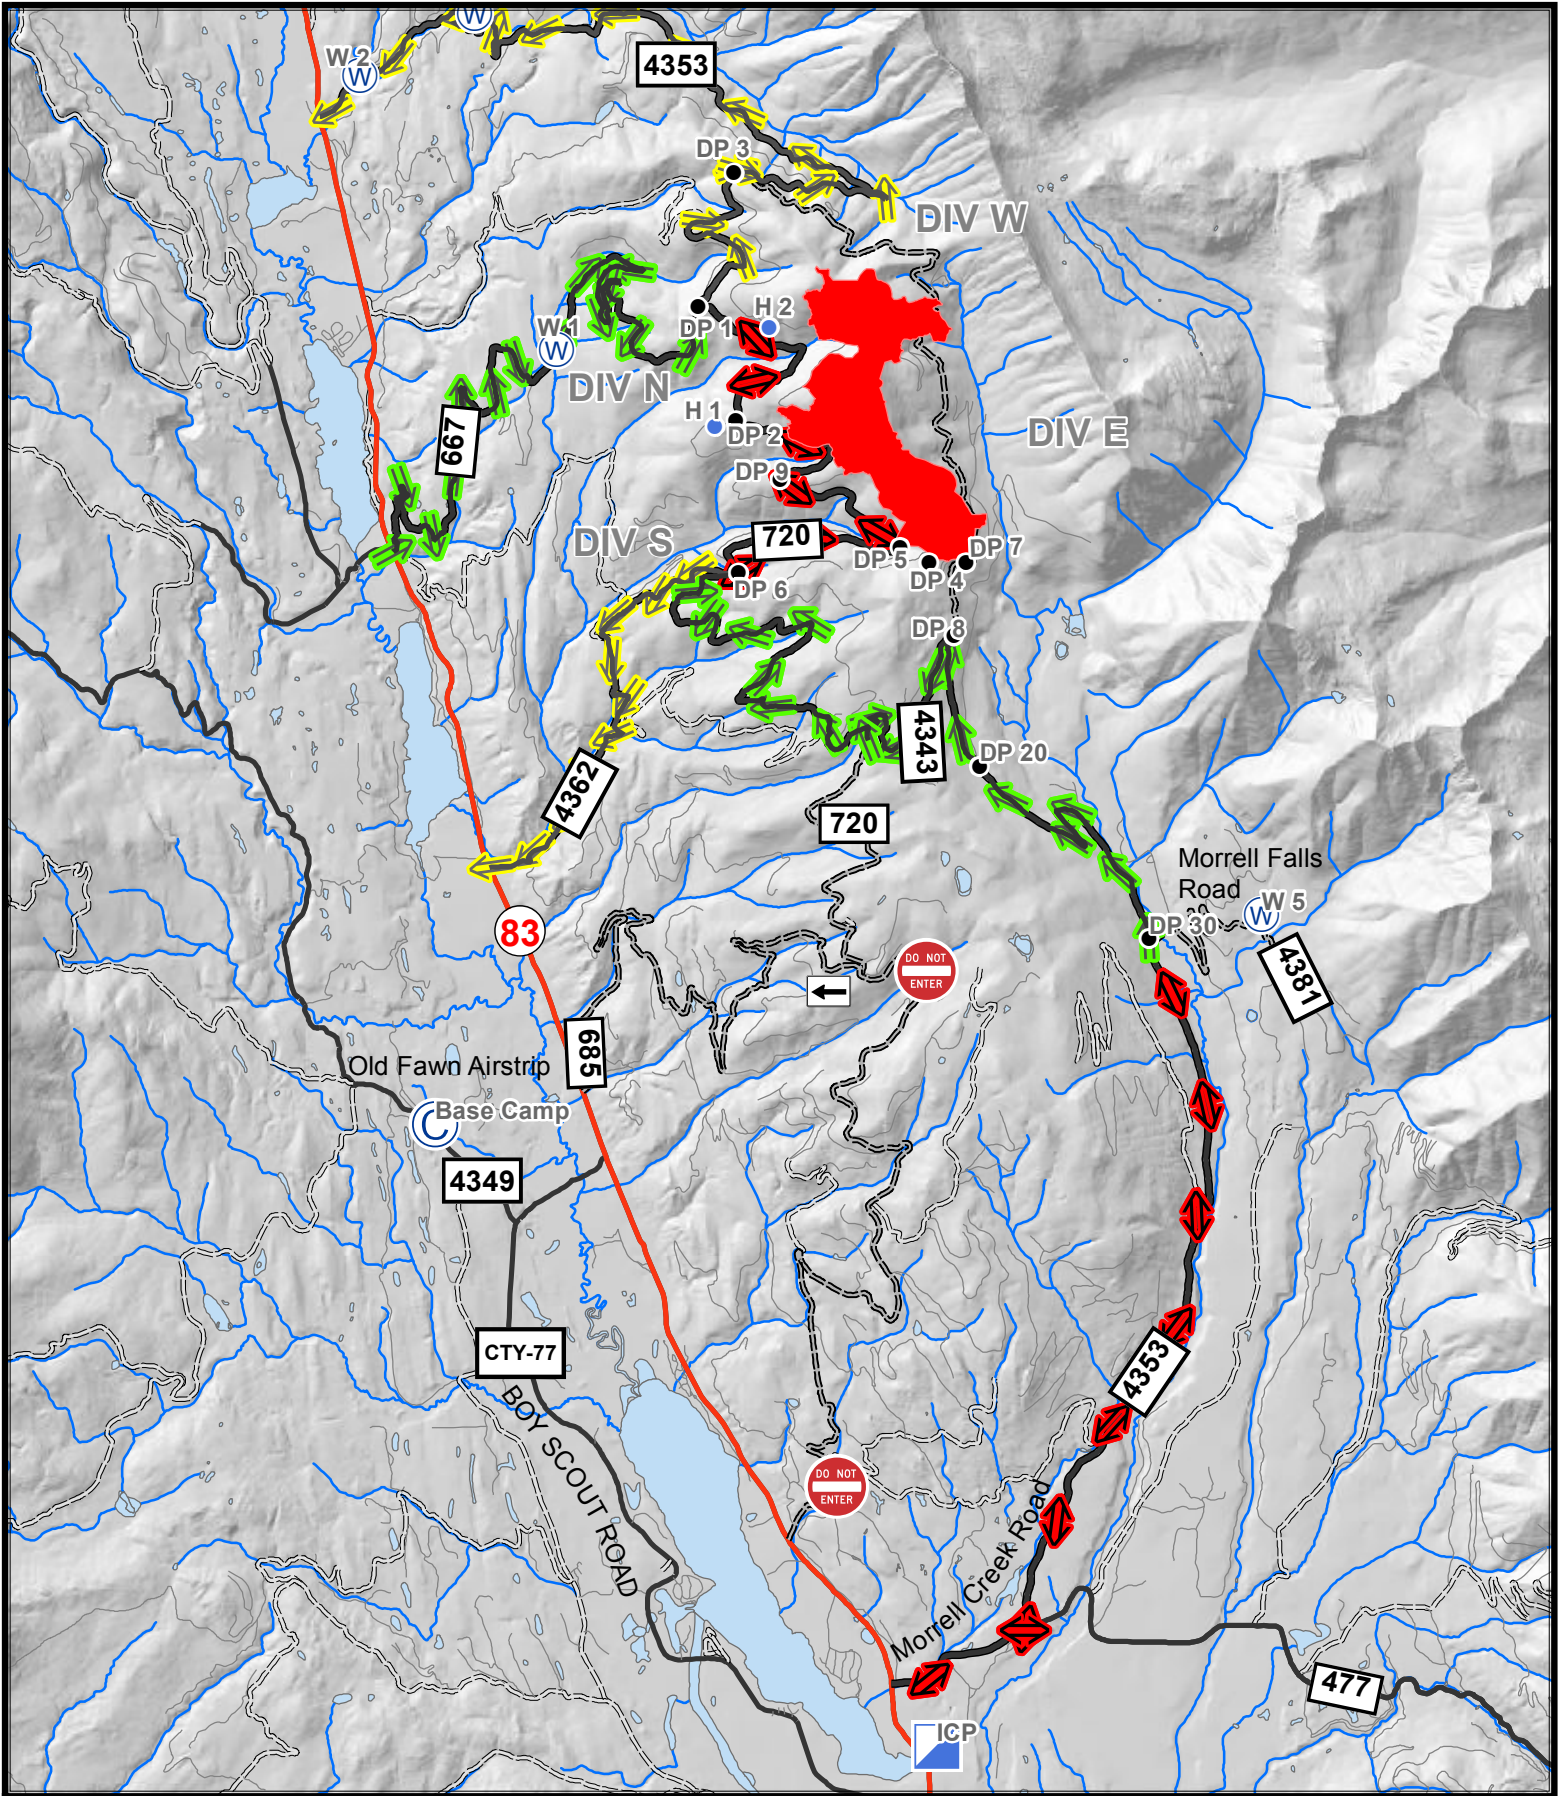 W
W 2
W
4353
DP 3
DIV W
H 2
W 1
DP 1
W
DIV N
H 1
DP 2
DIV E
667
DP 9
DIV S
720
DP 5
DP 7
DP 4
DP 6
DP 8
4343
DP 20
4362
720
Morrell Falls
Road
W 5
W
DP 30
83
DO NOT
ENTER
4381
685
Old Fawn Airstrip
Base Camp
C
4349
CTY-77
4353
BOY SCOUT ROAD
DO NOT
ENTER
Morrell Creek Road
477
ICP